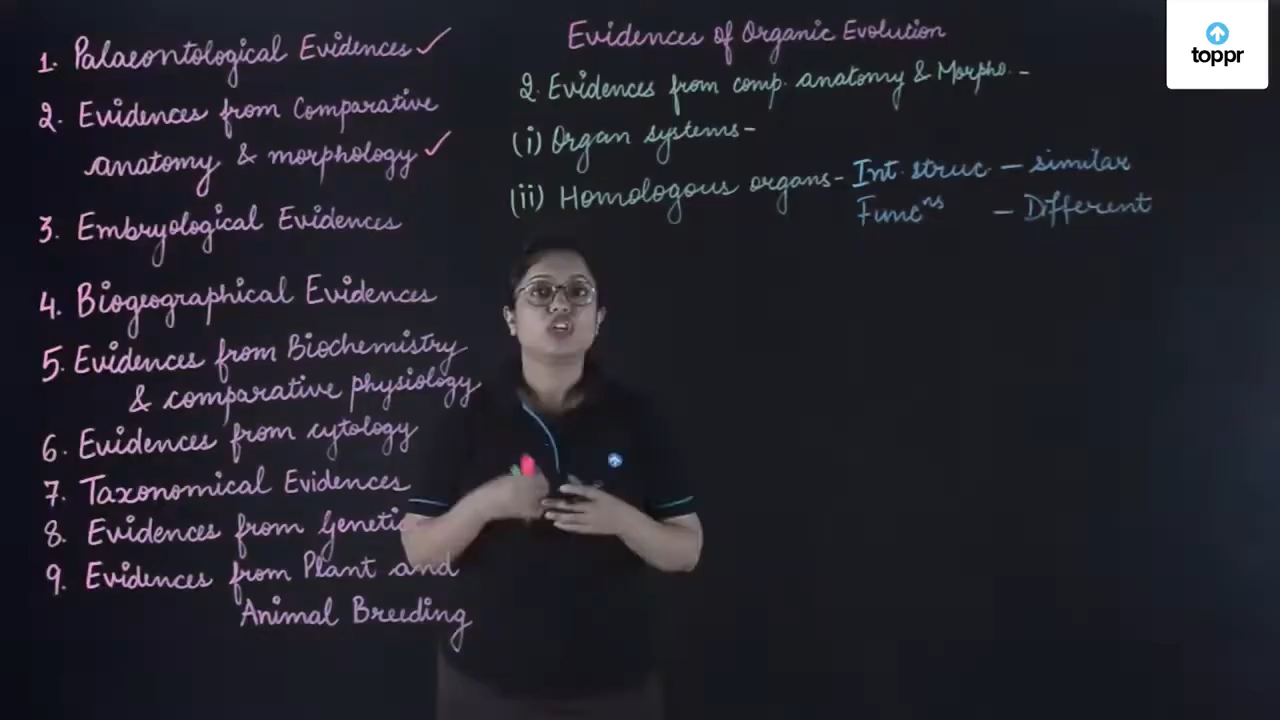 1. Palaeontological Evidences ✓
2. Evidences from Comparative
anatomy & morphology ✓
3. Embryological Evidences
4. Biogeographical Evidences
5. Evidences from Biochemistry
& comparative physiology
6. Evidences from cytology
7. Taxonomical Evidences
8. Evidences from
9. Evidences from Plant and
Animal Breeding
Evidences of Organic Evolution
2. Evidences from comp. anatomy & Morpho. -
(i) Organ systems-
(ii) Homologous organs- Int. struc. - similar
Funcns - Different
toppr